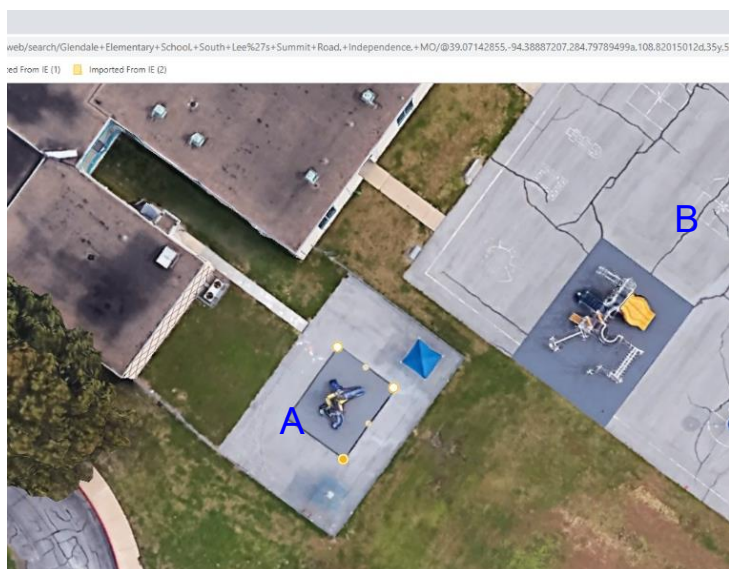 web/search/Glendale+Elementary+School,+South+Lee%27s+Summit+Road,+Independence,+MO/@39.07142855,-94.38887207,284.79789499a,108.82015012d,35y,5
ed From IE (1) Imported From IE (2)
B
A